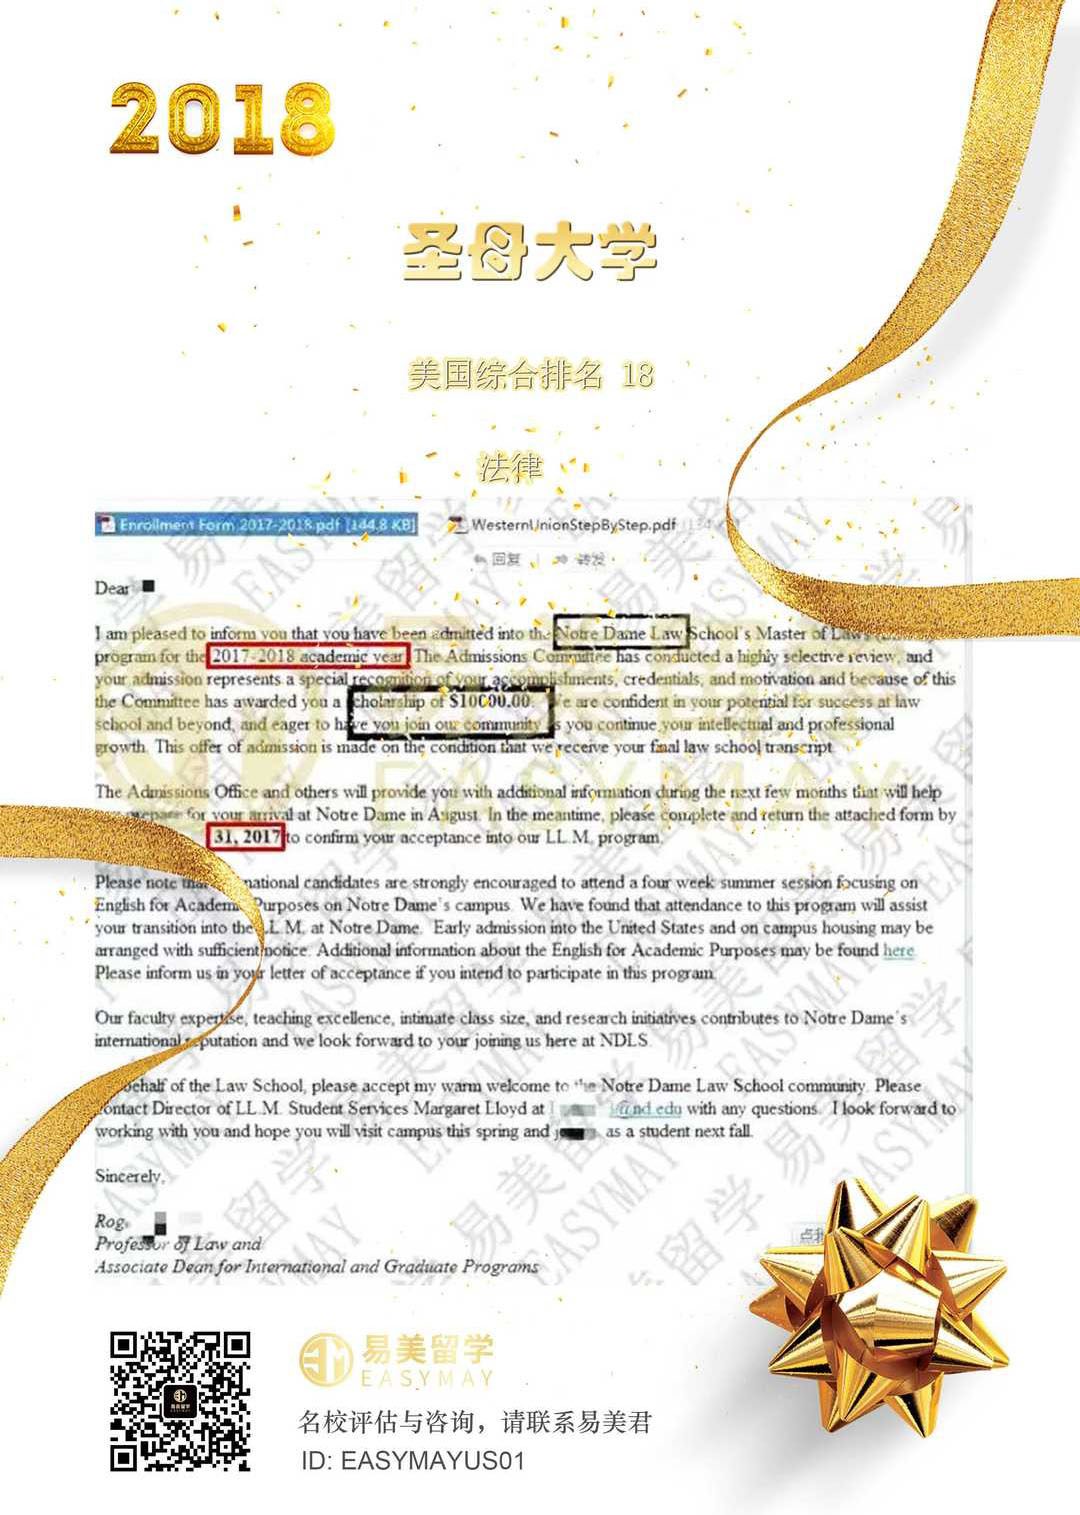 2018
圣母大学
美国综合排名 18
法律
Enrollment Form 2017-2018.pdf [144.8 KB] WesternUnionStepByStep.pdf
回复 | 转发
Dear
I am pleased to inform you that you have been admitted into the Notre Dame Law School's Master of Laws
program for the 2017-2018 academic year. The Admissions Committee has conducted a highly selective review, and
your admission represents a special recognition of your accomplishments, credentials, and motivation and because of this
the Committee has awarded you a scholarship of $10000.00. We are confident in your potential for success at law
school and beyond, and eager to have you join our community as you continue your intellectual and professional
growth. This offer of admission is made on the condition that we receive your final law school transcript.
The Admissions Office and others will provide you with additional information during the next few months that will help
prepare for your arrival at Notre Dame in August. In the meantime, please complete and return the attached form by
31, 2017 to confirm your acceptance into our LL.M. program.
Please note that national candidates are strongly encouraged to attend a four week summer session focusing on
English for Academic Purposes on Notre Dame's campus. We have found that attendance to this program will assist
your transition into the LL.M. at Notre Dame. Early admission into the United States and on campus housing may be
arranged with sufficient notice. Additional information about the English for Academic Purposes may be found here.
Please inform us in your letter of acceptance if you intend to participate in this program.
Our faculty expertise, teaching excellence, intimate class size, and research initiatives contributes to Notre Dame's
international reputation and we look forward to your joining us here at NDLS.
behalf of the Law School, please accept my warm welcome to the Notre Dame Law School community. Please
contact Director of LL.M. Student Services Margaret Lloyd at @nd.edu with any questions. I look forward to
working with you and hope you will visit campus this spring and as a student next fall.
Sincerely,
Rog
Professor of Law and
Associate Dean for International and Graduate Programs
易美留学
EASYMAY
名校评估与咨询，请联系易美君
ID: EASYMAYUS01